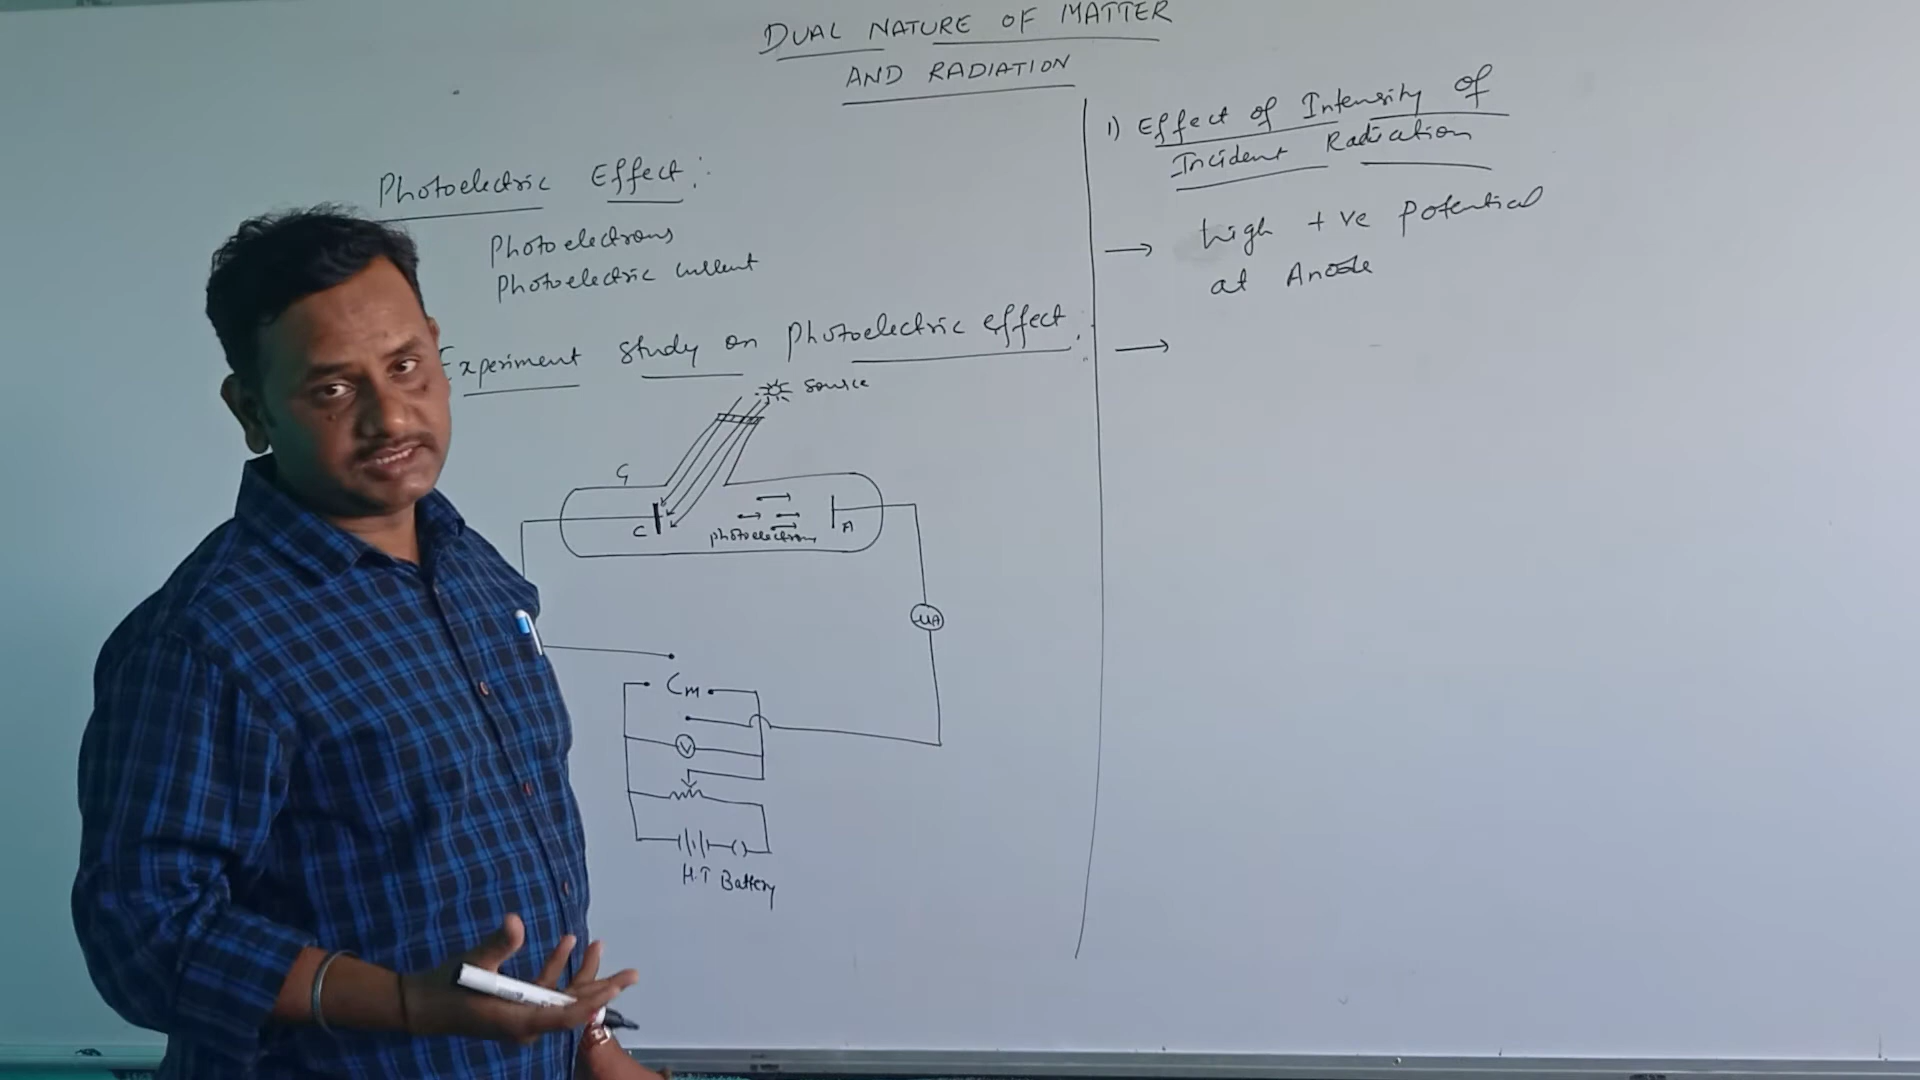 DUAL NATURE OF MATTER
AND RADIATION
Photoelectric Effect:
Photoelectrons
Photoelectric current
Experiment study on photoelectric effect:
source
G
C
photoelectrons
A
μA
Cm
V
H.T Battery
1) Effect of Intensity of
Incident Radiation
→ high +ve potential
at Anode
→